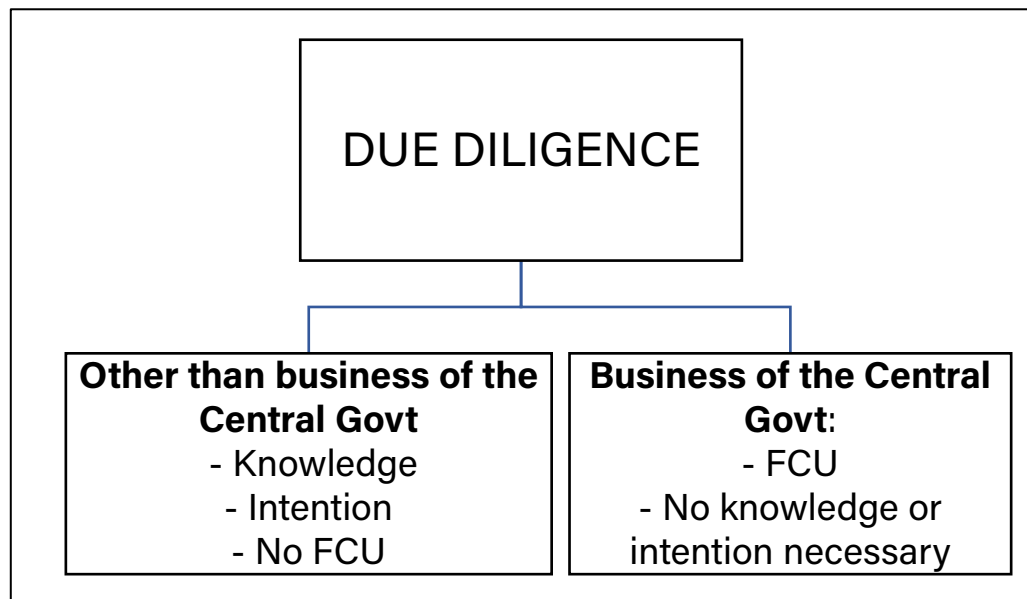 DUE DILIGENCE
Other than business of the
Central Govt
- Knowledge
- Intention
- No FCU
Business of the Central
Govt:
- FCU
- No knowledge or
intention necessary